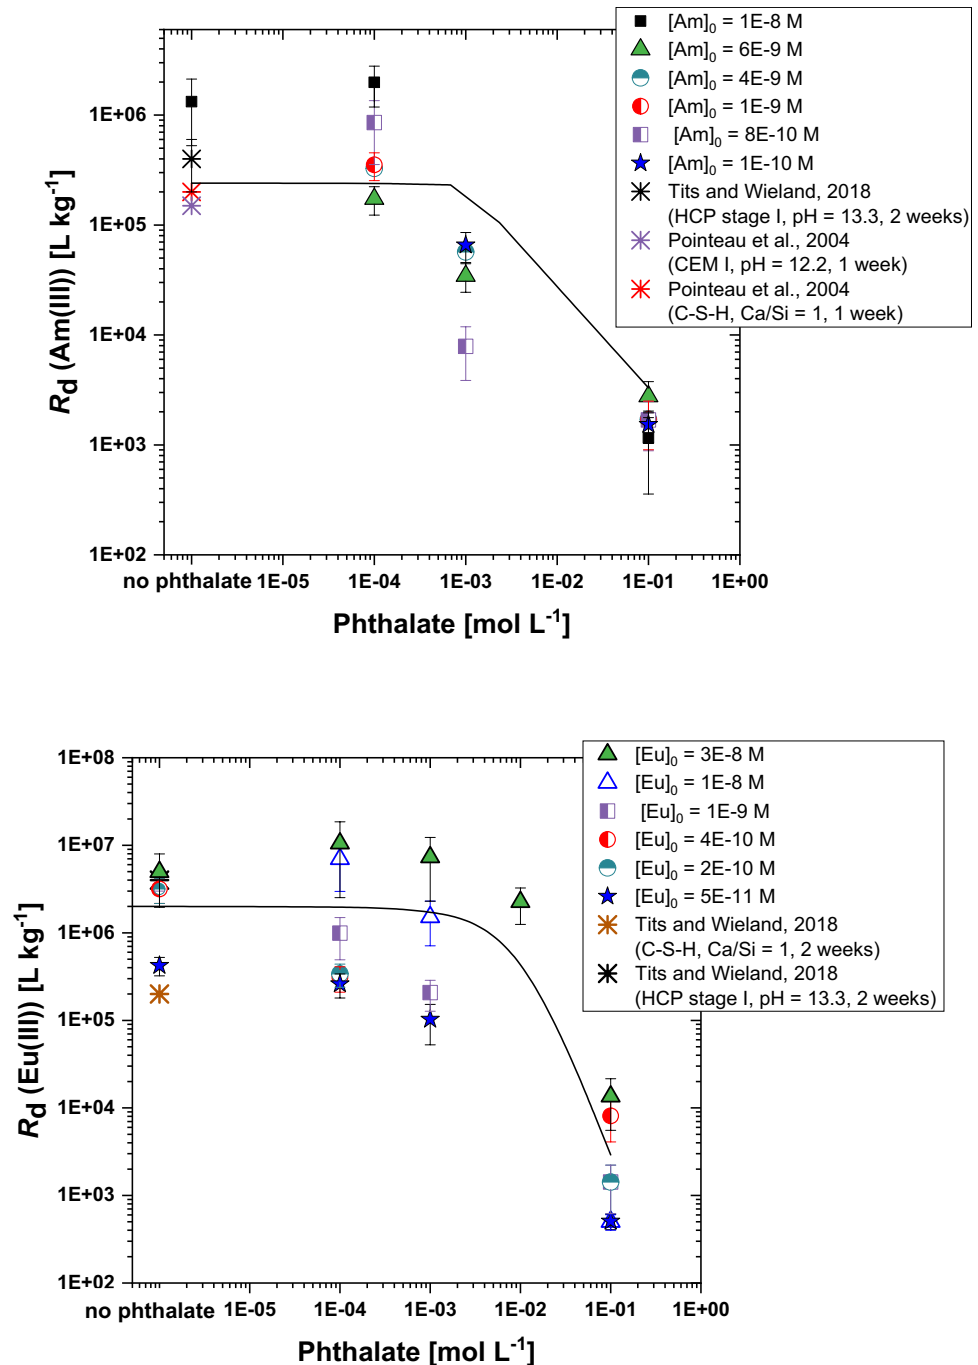 [Am]0 = 1E-8 M
[Am]0 = 6E-9 M
[Am]0 = 4E-9 M
[Am]0 = 1E-9 M
[Am]0 = 8E-10 M
[Am]0 = 1E-10 M
Tits and Wieland, 2018
(HCP stage I, pH = 13.3, 2 weeks)
Pointeau et al., 2004
(CEM I, pH = 12.2, 1 week)
Pointeau et al., 2004
(C-S-H, Ca/Si = 1, 1 week)
Rd (Am(III)) [L kg-1]
1E+06
1E+05
1E+04
1E+03
1E+02
no phthalate 1E-05 1E-04 1E-03 1E-02 1E-01 1E+00
Phthalate [mol L-1]
[Eu]0 = 3E-8 M
[Eu]0 = 1E-8 M
[Eu]0 = 1E-9 M
[Eu]0 = 4E-10 M
[Eu]0 = 2E-10 M
[Eu]0 = 5E-11 M
Tits and Wieland, 2018
(C-S-H, Ca/Si = 1, 2 weeks)
Tits and Wieland, 2018
(HCP stage I, pH = 13.3, 2 weeks)
Rd (Eu(III)) [L kg-1]
1E+08
1E+07
1E+06
1E+05
1E+04
1E+03
1E+02
no phthalate 1E-05 1E-04 1E-03 1E-02 1E-01 1E+00
Phthalate [mol L-1]